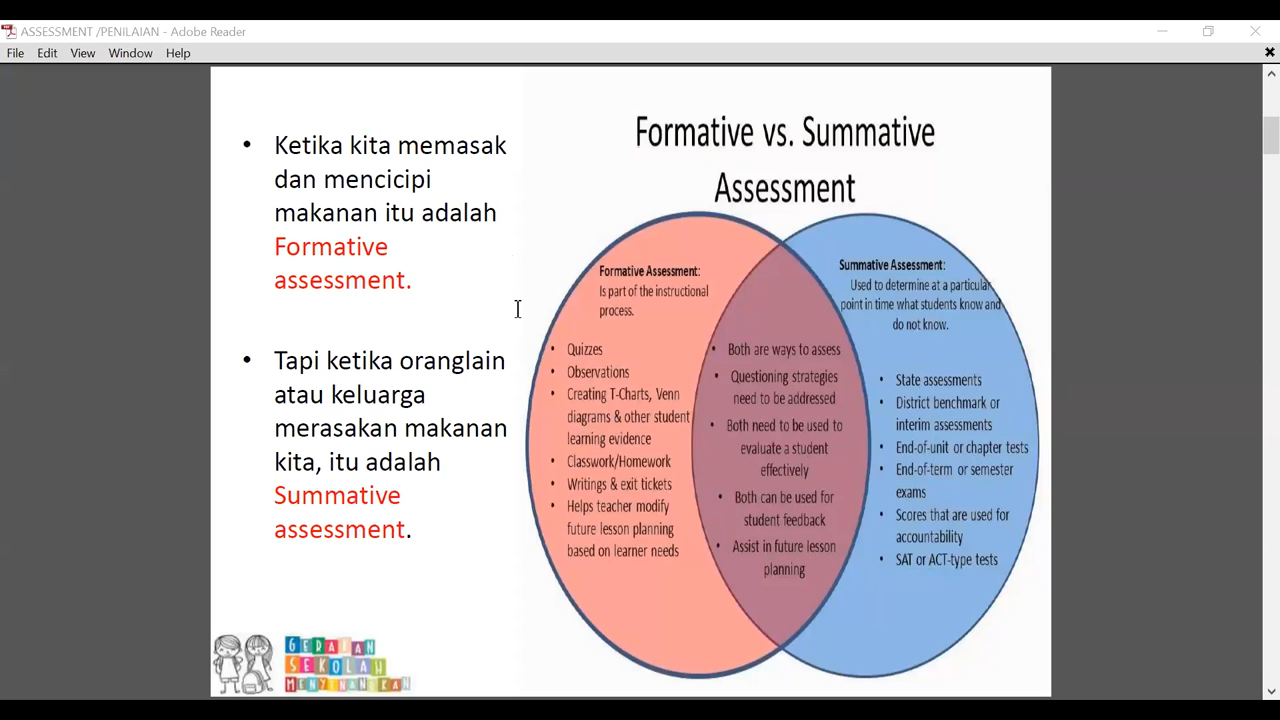 ASSESSMENT /PENILAIAN - Adobe Reader
File Edit View Window Help
• Ketika kita memasak
dan mencicipi
makanan itu adalah
Formative
assessment.
• Tapi ketika oranglain
atau keluarga
merasakan makanan
kita, itu adalah
Summative
assessment.
GERAKAN
SEKOLAH
MENYENANGKAN
Formative vs. Summative
Assessment
Formative Assessment:
Is part of the instructional
process.
• Quizzes
• Observations
• Creating T-Charts, Venn
diagrams & other student
learning evidence
• Classwork/Homework
• Writings & exit tickets
• Helps teacher modify
future lesson planning
based on learner needs
• Both are ways to assess
• Questioning strategies
need to be addressed
• Both need to be used to
evaluate a student
effectively
• Both can be used for
student feedback
• Assist in future lesson
planning
Summative Assessment:
Used to determine at a particular
point in time what students know and
do not know.
• State assessments
• District benchmark or
interim assessments
• End-of-unit or chapter tests
• End-of-term or semester
exams
• Scores that are used for
accountability
• SAT or ACT-type tests